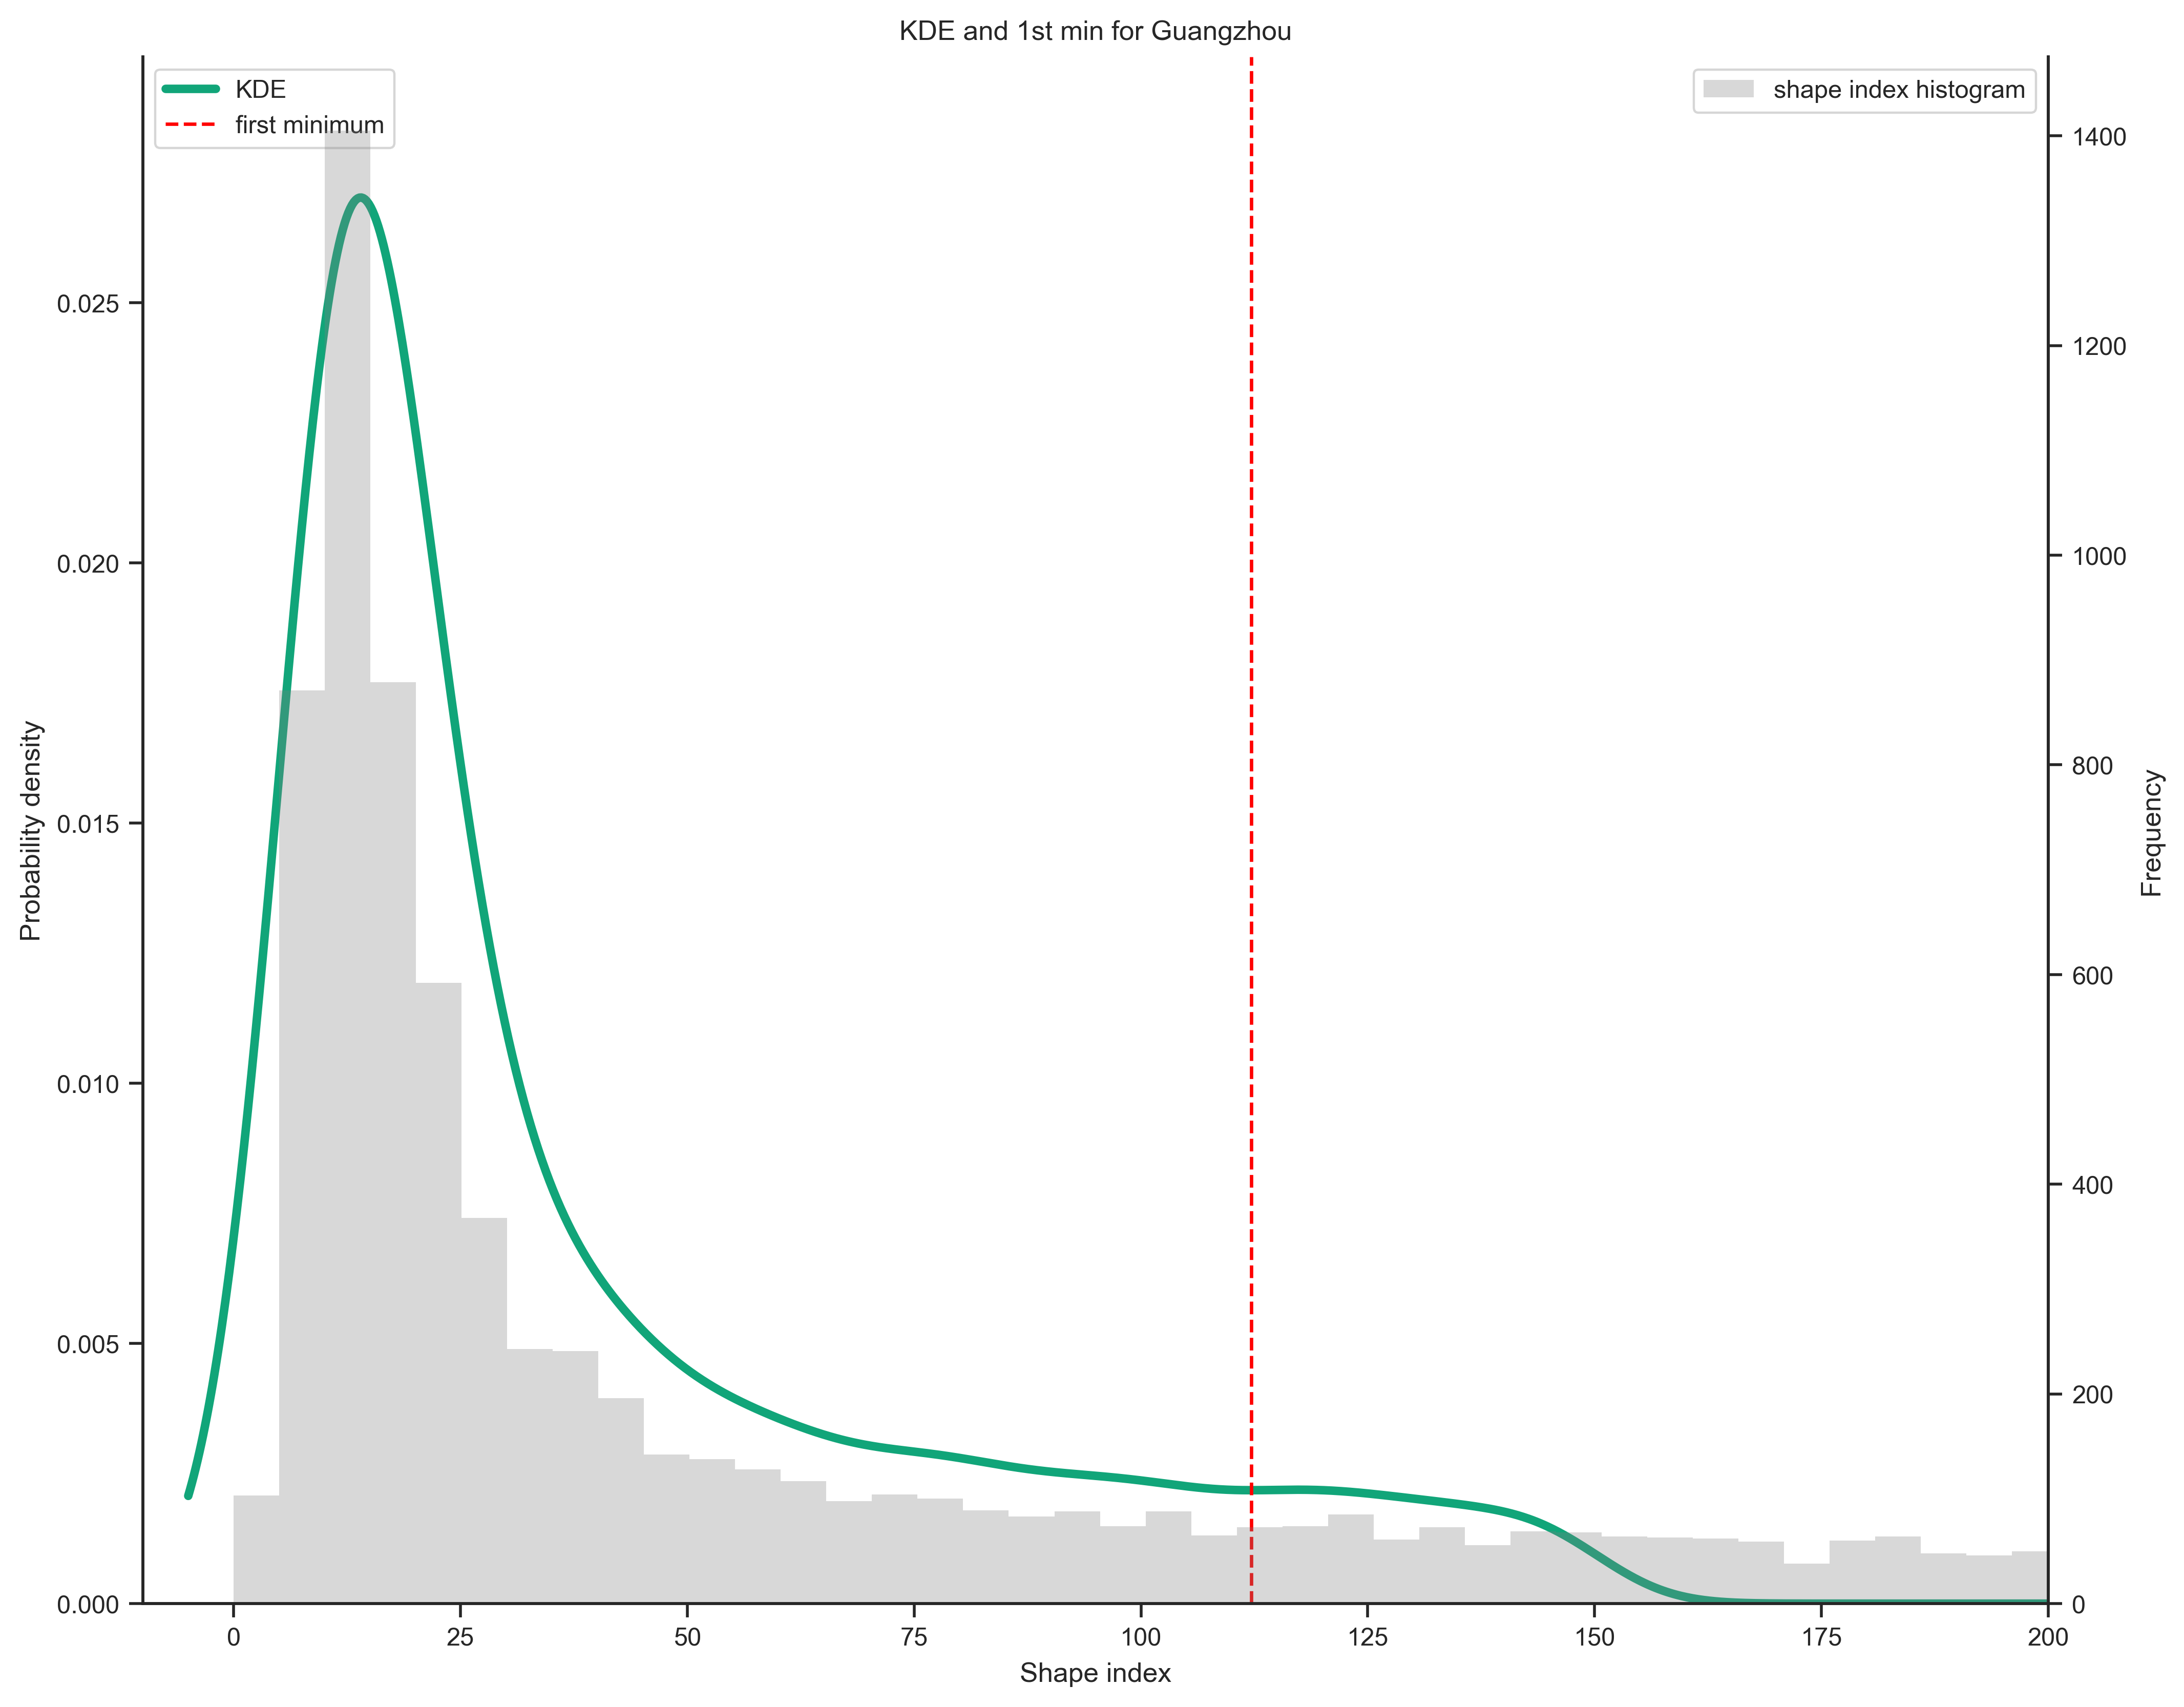 KDE and 1st min for Guangzhou
KDE
first minimum
shape index histogram
Probability density
0.025
0.020
0.015
0.010
0.005
0.000
1400
1200
1000
800
600
400
200
0
Frequency
0 25 50 75 100 125 150 175 200
Shape index